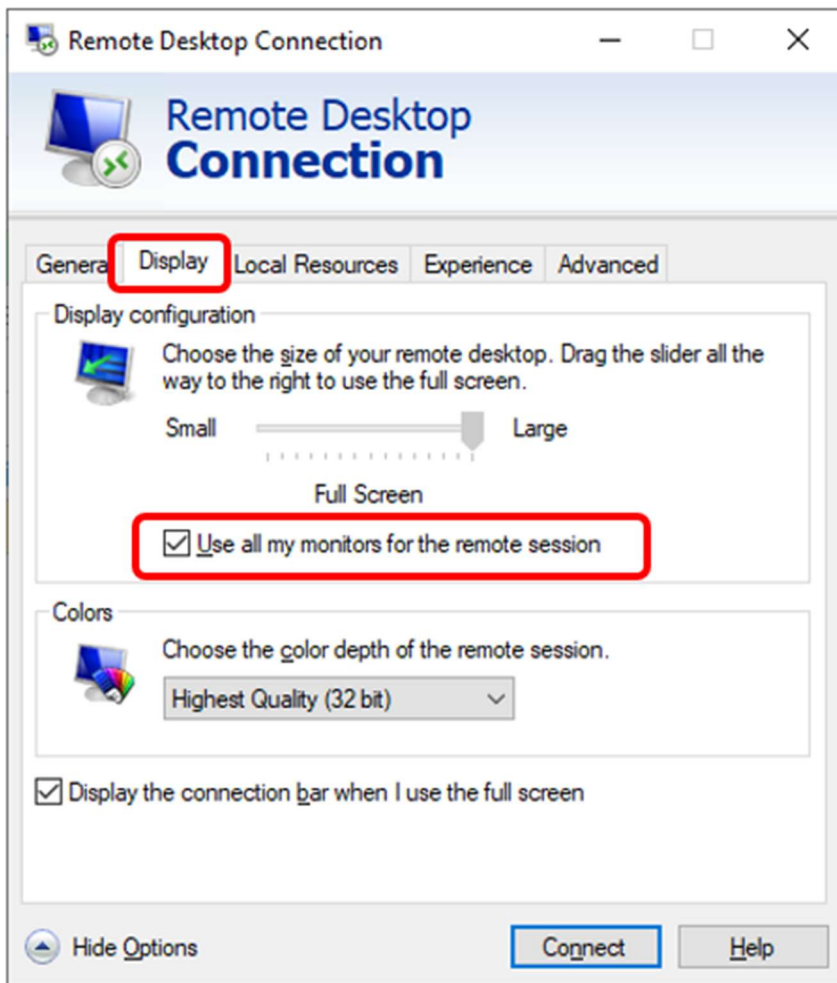 Remote Desktop Connection
Remote Desktop
Connection
General Display Local Resources Experience Advanced
Display configuration
Choose the size of your remote desktop. Drag the slider all the
way to the right to use the full screen.
Small Large
Full Screen
Use all my monitors for the remote session
Colors
Choose the color depth of the remote session.
Highest Quality (32 bit)
Display the connection bar when I use the full screen
Hide Options Connect Help